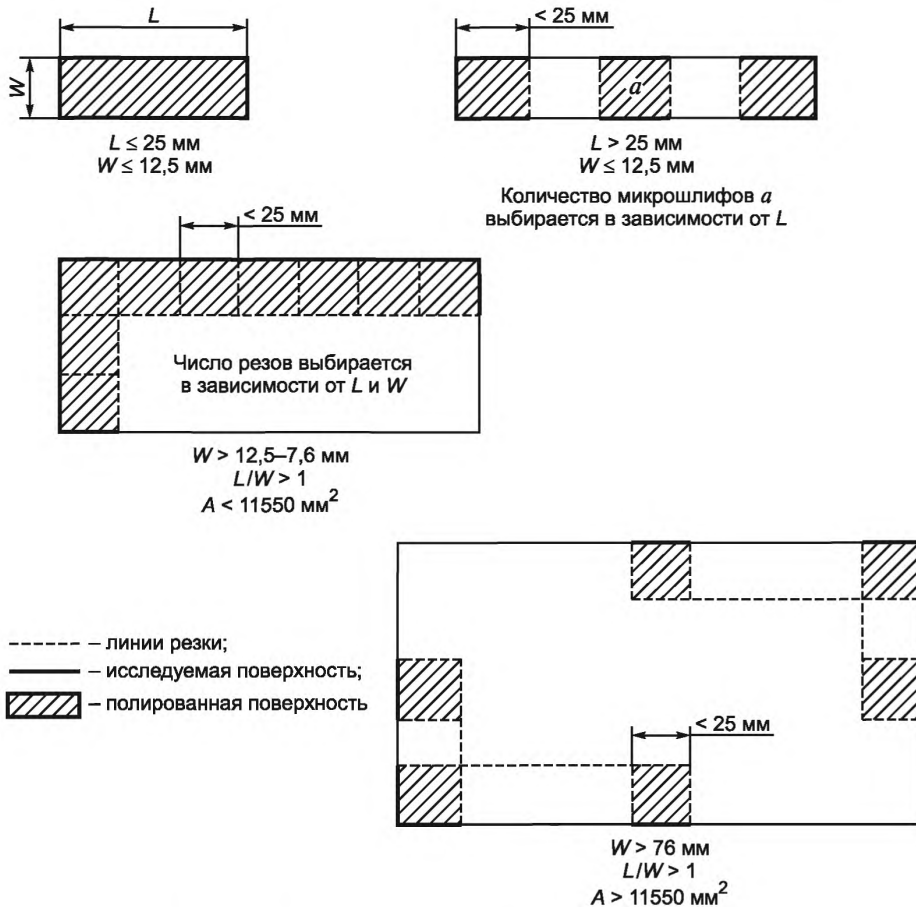 L
W
L ≤ 25 мм
W ≤ 12,5 мм
< 25 мм
a
L > 25 мм
W ≤ 12,5 мм
Количество микрошлифов a
выбирается в зависимости от L
< 25 мм
Число резов выбирается
в зависимости от L и W
W > 12,5–7,6 мм
L/W > 1
A < 11550 мм²
– линии резки;
– исследуемая поверхность;
– полированная поверхность
< 25 мм
W > 76 мм
L/W > 1
A > 11550 мм²